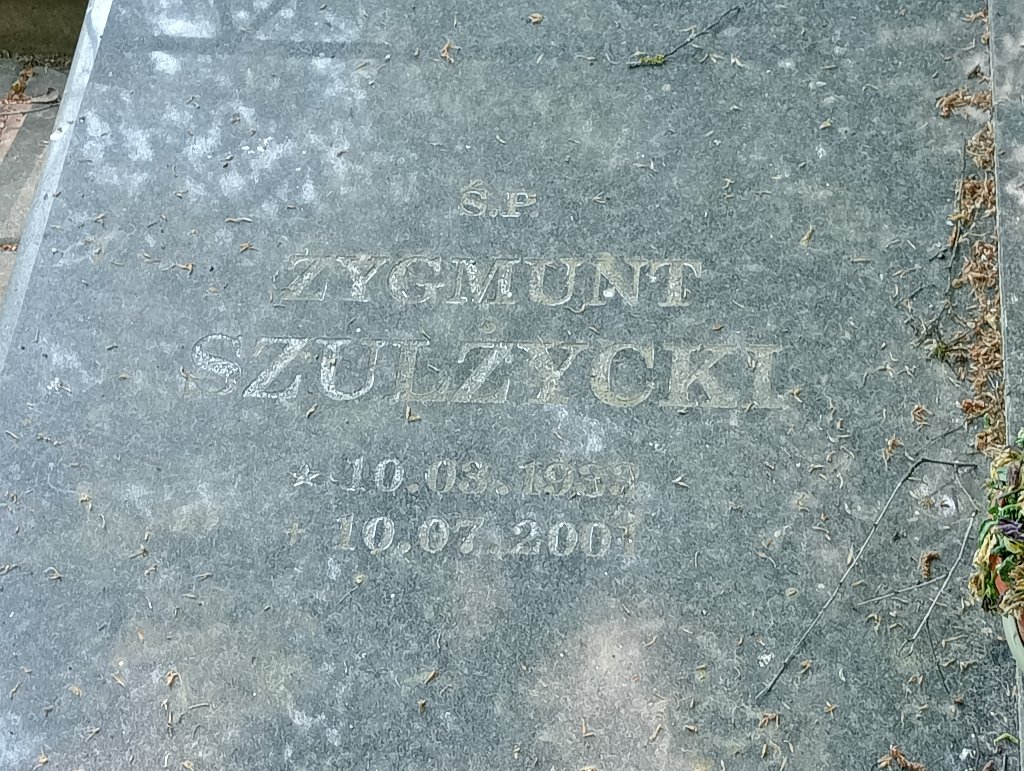 Ś.P.
ZYGMUNT
SZULŻYCKI
★ 10.03.1933
+ 10.07.2001